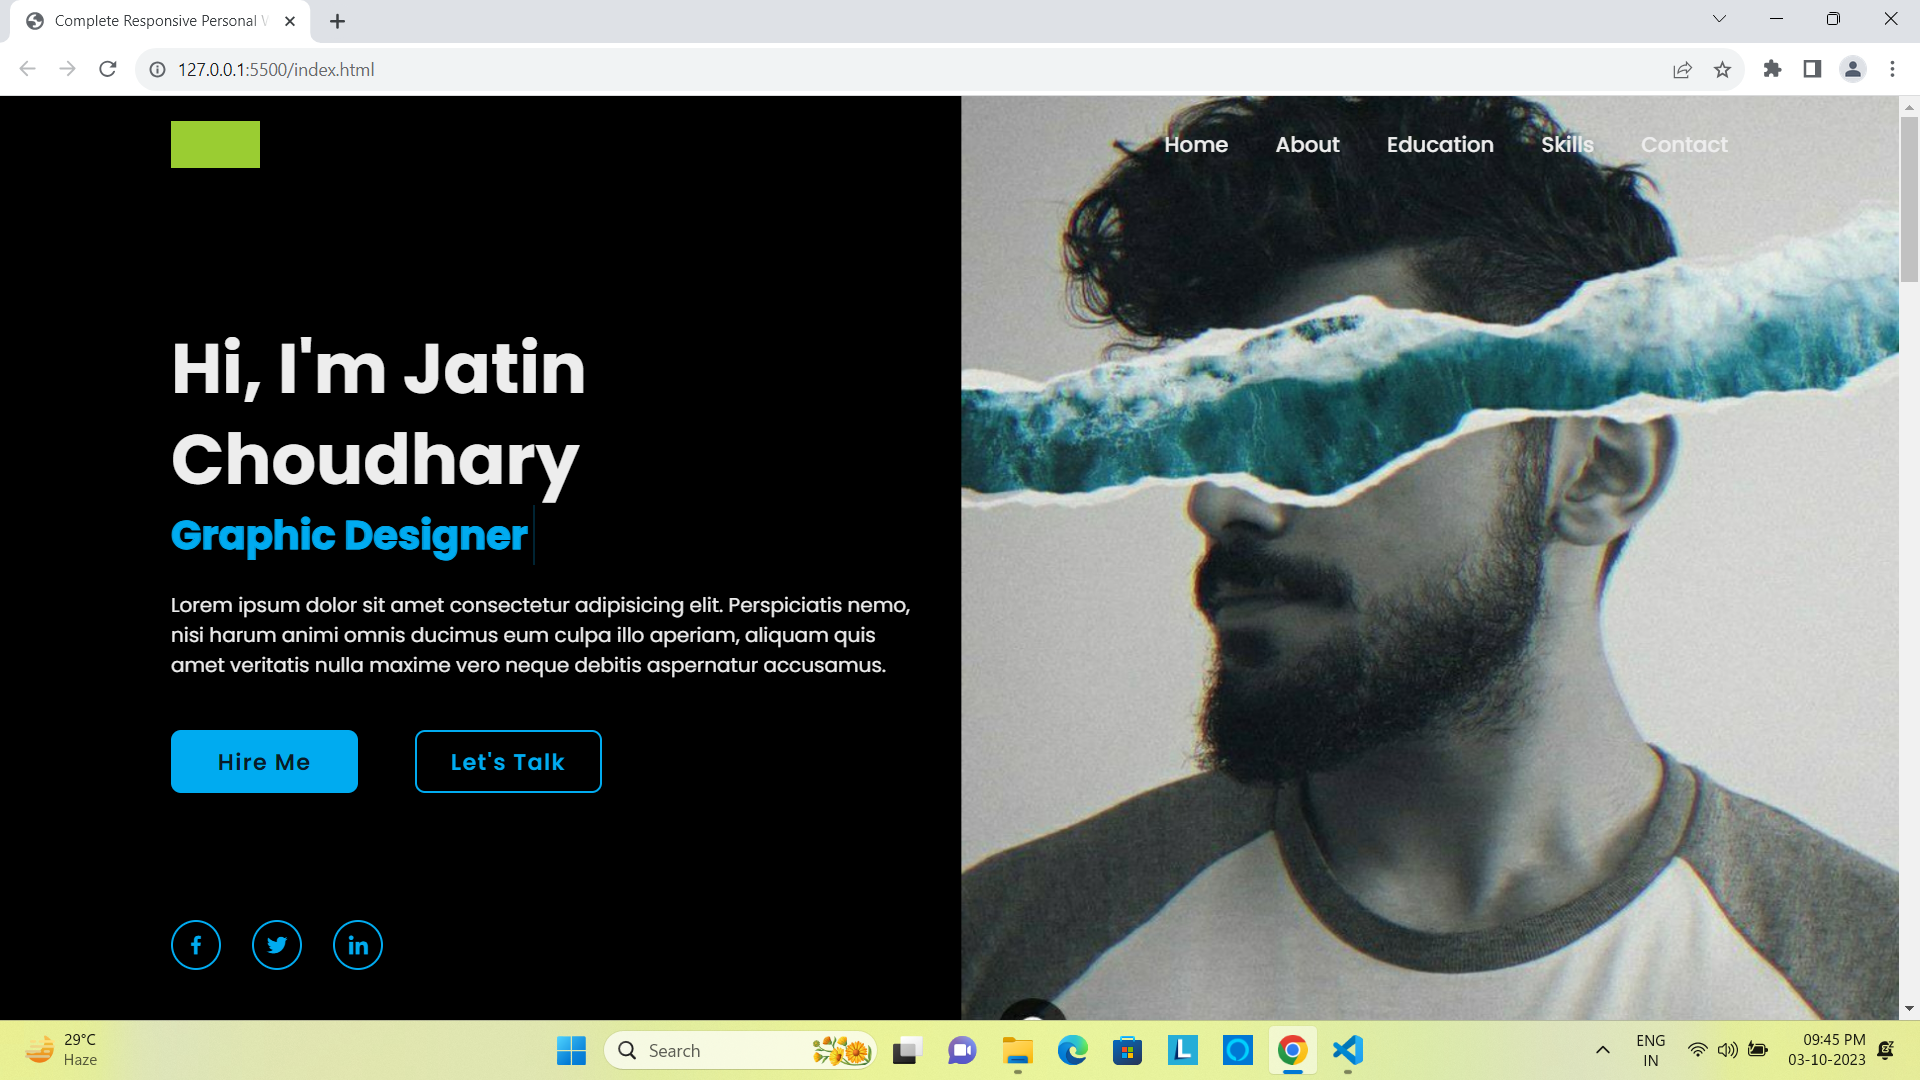 Complete Responsive Personal W
127.0.0.1:5500/index.html
Home About Education Skills Contact
Hi, I'm Jatin
Choudhary
Graphic Designer
Lorem ipsum dolor sit amet consectetur adipisicing elit. Perspiciatis nemo,
nisi harum animi omnis ducimus eum culpa illo aperiam, aliquam quis
amet veritatis nulla maxime vero neque debitis aspernatur accusamus.
Hire Me Let's Talk
29°C
Haze
Search
ENG
IN
09:45 PM
03-10-2023